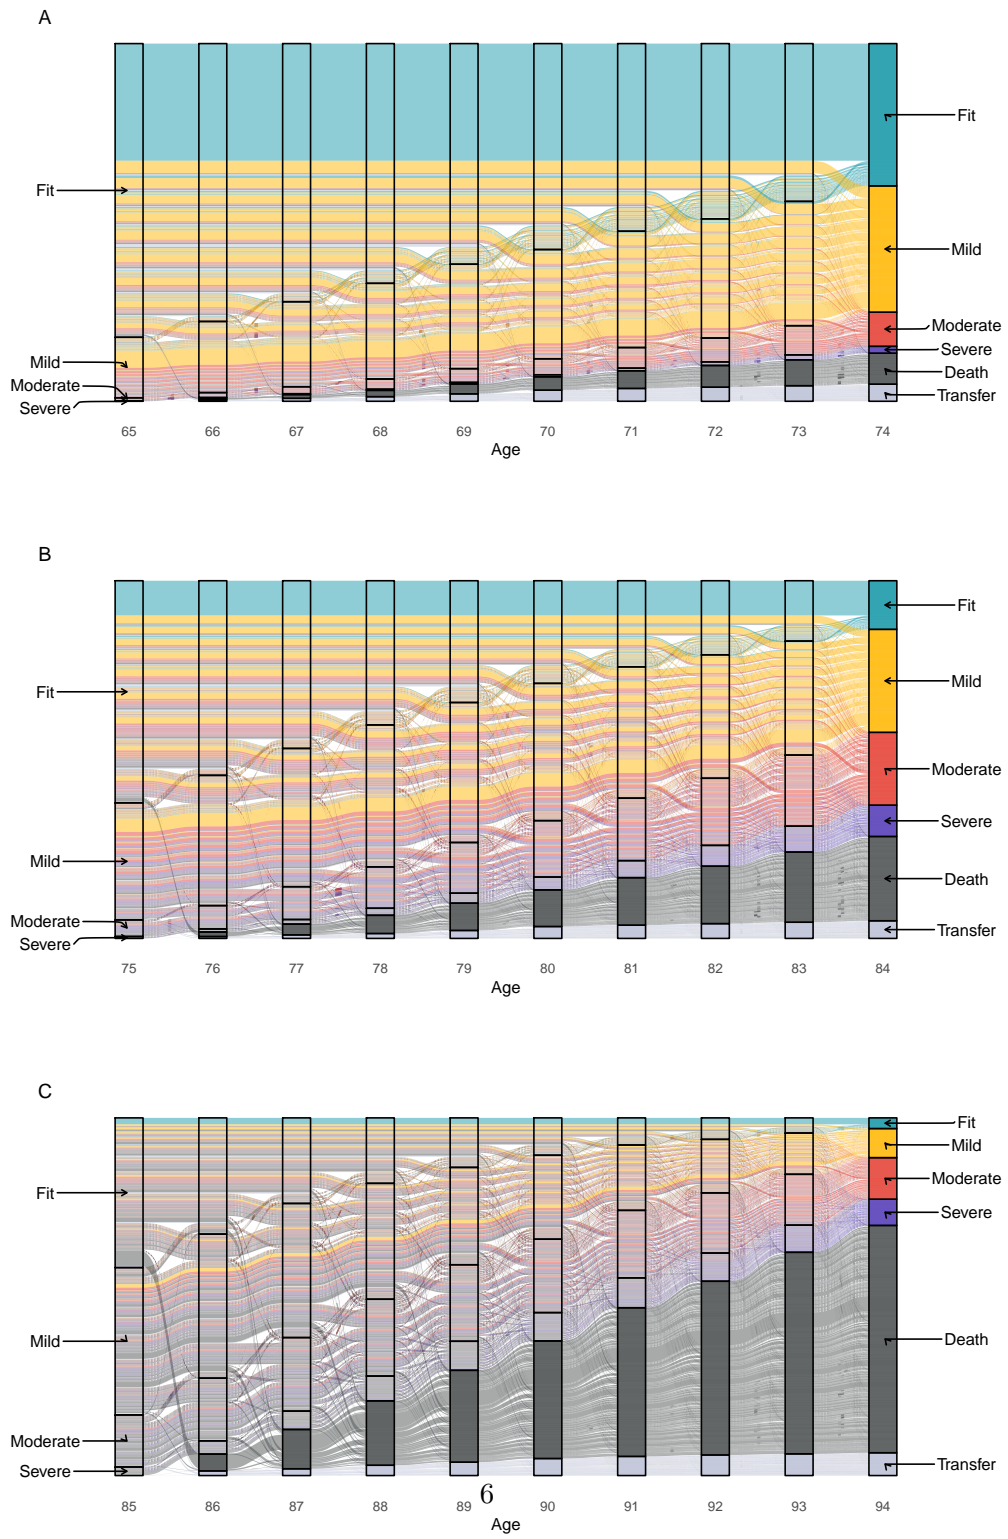 A
Fit
Fit
Mild
Mild
Moderate
Moderate
Severe
Severe
Death
Transfer
65 66 67 68 69 70 71 72 73 74
Age
B
Fit
Fit
Mild
Mild
Moderate
Moderate
Severe
Severe
Death
Transfer
75 76 77 78 79 80 81 82 83 84
Age
C
Fit
Mild
Moderate
Fit
Severe
Mild
Death
Moderate
Severe
Transfer
85 86 87 88 89 90 91 92 93 94
6
Age